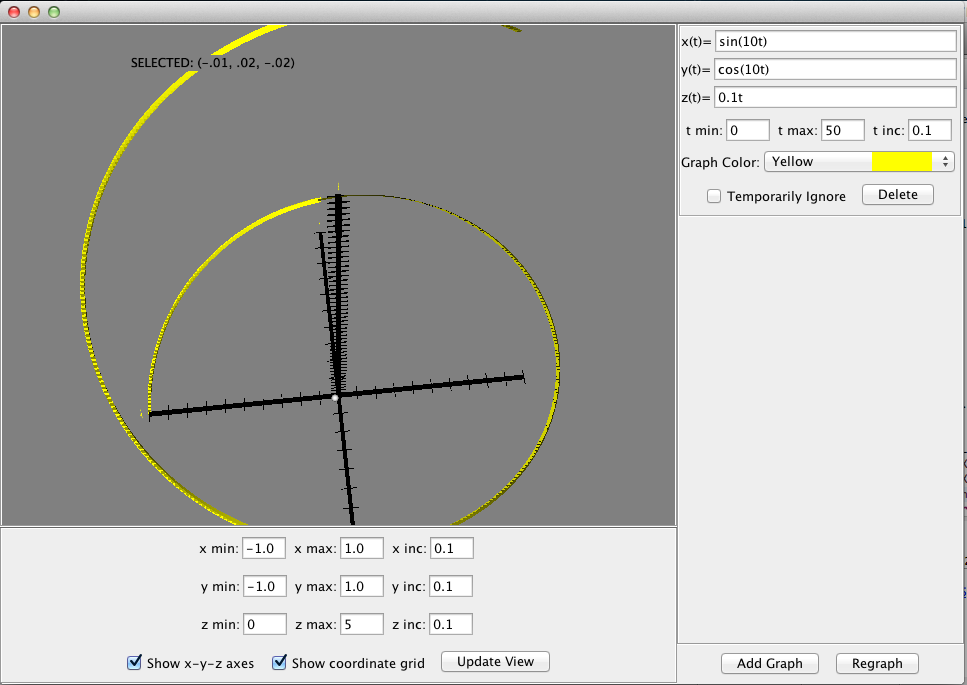 SELECTED: (-.01, .02, -.02)
x(t)= sin(10t)
y(t)= cos(10t)
z(t)= 0.1t
t min: 0 t max: 50 t inc: 0.1
Graph Color: Yellow
Temporarily Ignore Delete
x min: -1.0 x max: 1.0 x inc: 0.1
y min: -1.0 y max: 1.0 y inc: 0.1
z min: 0 z max: 5 z inc: 0.1
Show x-y-z axes Show coordinate grid Update View
Add Graph Regraph